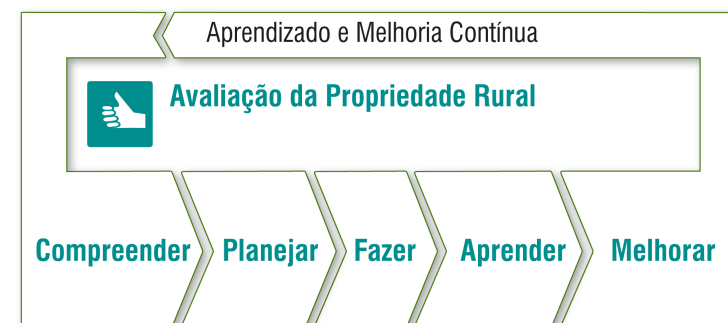 Aprendizado e Melhoria Contínua
Avaliação da Propriedade Rural
Compreender Planejar Fazer Aprender Melhorar